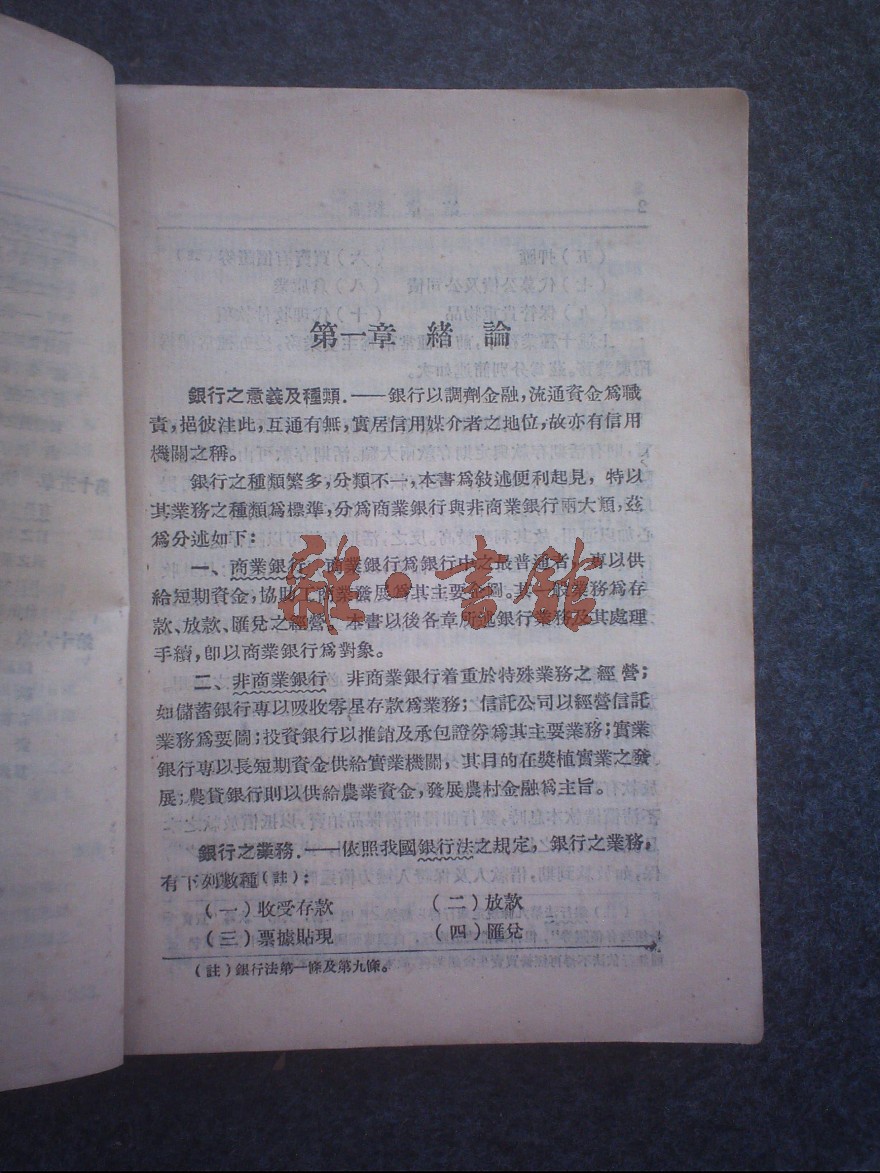 第一章 緒論
銀行之意義及種類.——銀行以調劑金融,流通資金爲職
責,挹彼注此,互通有無,實居信用媒介者之地位,故亦有信用
機關之稱。
銀行之種類繁多,分類不一,本書爲敍述便利起見,特以
其業務之種類爲標準,分爲商業銀行與非商業銀行兩大類,茲
爲分述如下:
一、商業銀行 商業銀行爲銀行中之最普通者,專以供
給短期資金,協助工商業發展爲其主要企圖。其一般業務爲存
款、放款、匯兌之經營。本書以後各章所述銀行業務及其處理
手續,卽以商業銀行爲對象。
二、非商業銀行 非商業銀行着重於特殊業務之經營;
如儲蓄銀行專以吸收零星存款爲業務;信託公司以經營信託
業務爲要圖;投資銀行以推銷及承包證券爲其主要業務;實業
銀行專以長短期資金供給實業機關,其目的在獎植實業之發
展;農貸銀行則以供給農業資金,發展農村金融爲主旨。
銀行之業務.——依照我國銀行法之規定,銀行之業務,
有下列數種(註):
(一)收受存款 (二)放款
(三)票據貼現 (四)匯兌
(註)銀行法第一條及第九條。
雜·書館